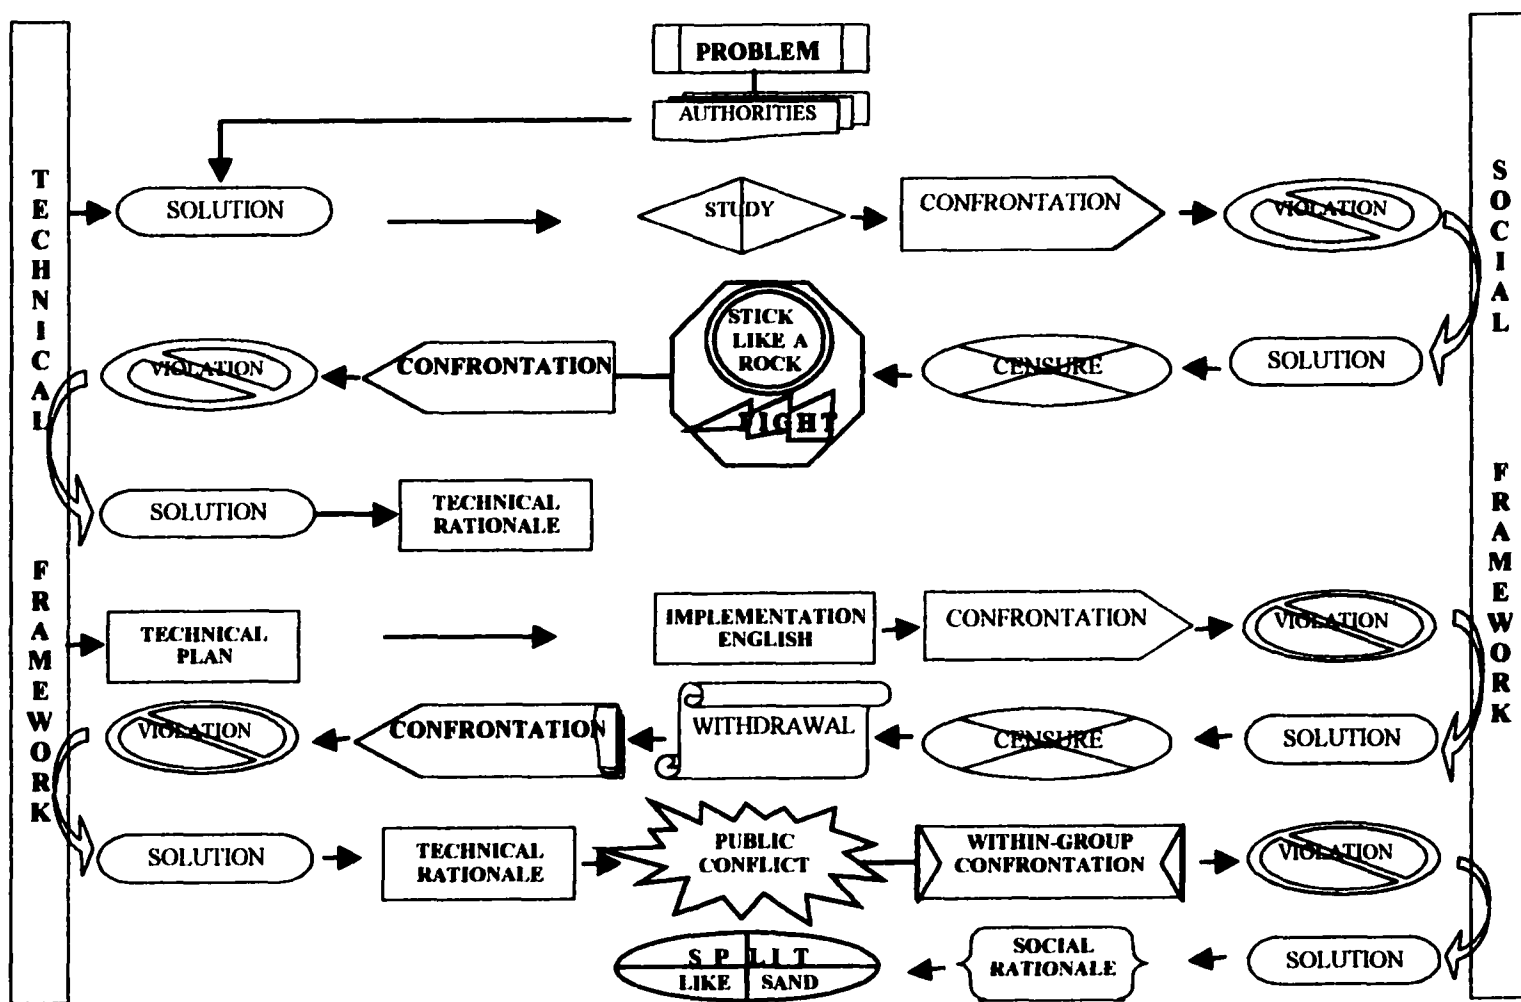 PROBLEM
AUTHORITIES
TECHNICAL FRAMEWORK
SOCIAL FRAMEWORK
SOLUTION
STUDY
CONFRONTATION
VIOLATION
VIOLATION
CONFRONTATION
STICK
LIKE A
ROCK
FIGHT
CENSURE
SOLUTION
SOLUTION
TECHNICAL
RATIONALE
TECHNICAL
PLAN
IMPLEMENTATION
ENGLISH
CONFRONTATION
VIOLATION
VIOLATION
CONFRONTATION
WITHDRAWAL
CENSURE
SOLUTION
SOLUTION
TECHNICAL
RATIONALE
PUBLIC
CONFLICT
WITHIN-GROUP
CONFRONTATION
VIOLATION
SPLIT
LIKE SAND
SOCIAL
RATIONALE
SOLUTION